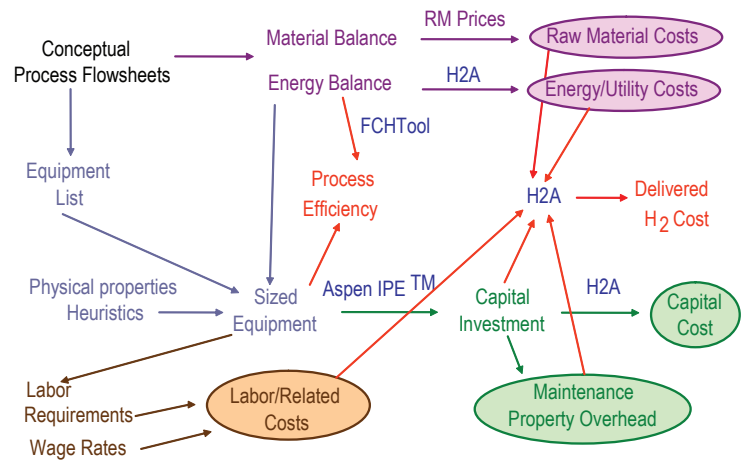 Conceptual
Process Flowsheets
Material Balance
Energy Balance
RM Prices
H2A
Raw Material Costs
Energy/Utility Costs
FCHTool
Equipment
List
Process
Efficiency
H2A
Delivered
H2 Cost
Physical properties
Heuristics
Sized
Equipment
Aspen IPE TM
Capital
Investment
H2A
Capital
Cost
Labor
Requirements
Wage Rates
Labor/Related
Costs
Maintenance
Property Overhead